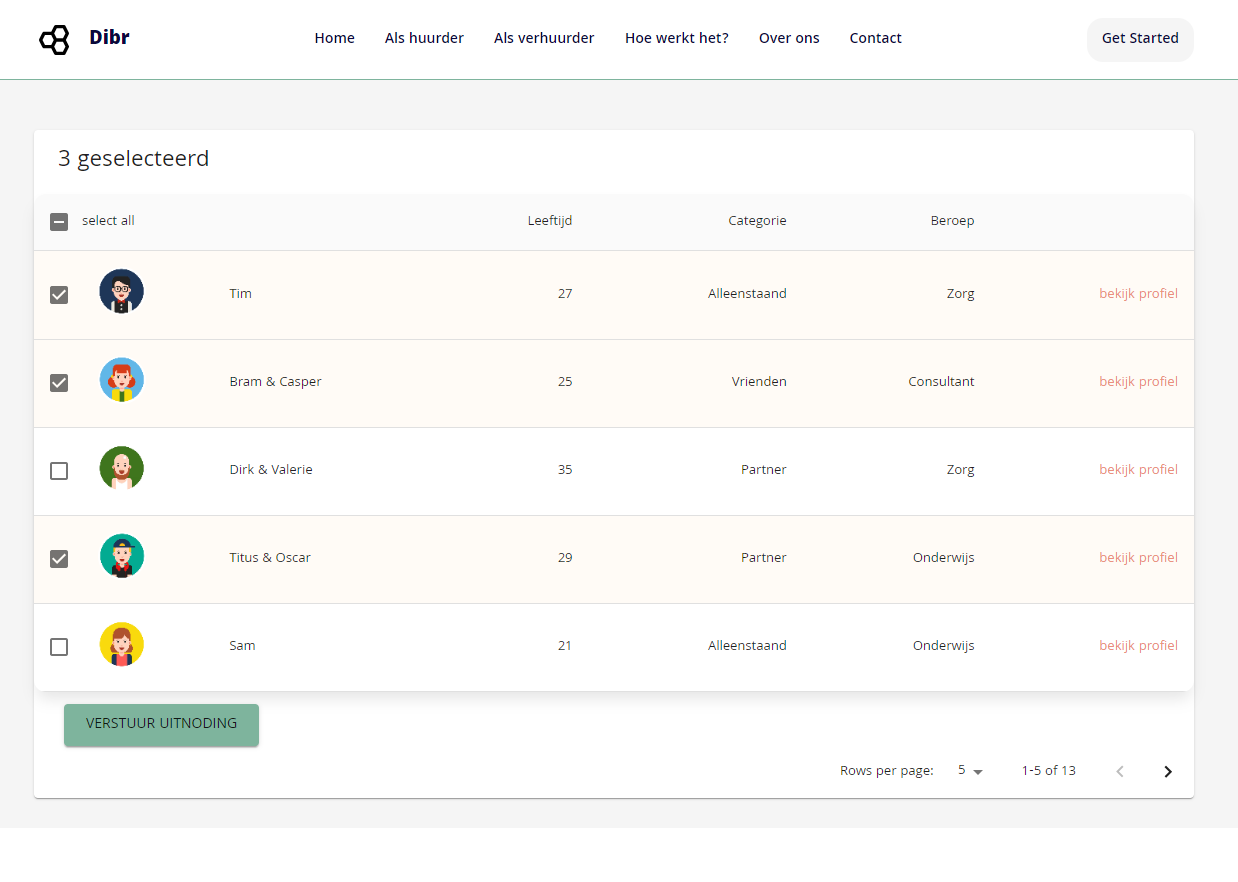 Dibr Home Als huurder Als verhuurder Hoe werkt het? Over ons Contact Get Started
3 geselecteerd
select all Leeftijd Categorie Beroep
Tim 27 Alleenstaand Zorg bekijk profiel
Bram & Casper 25 Vrienden Consultant bekijk profiel
Dirk & Valerie 35 Partner Zorg bekijk profiel
Titus & Oscar 29 Partner Onderwijs bekijk profiel
Sam 21 Alleenstaand Onderwijs bekijk profiel
VERSTUUR UITNODING
Rows per page: 5 1-5 of 13